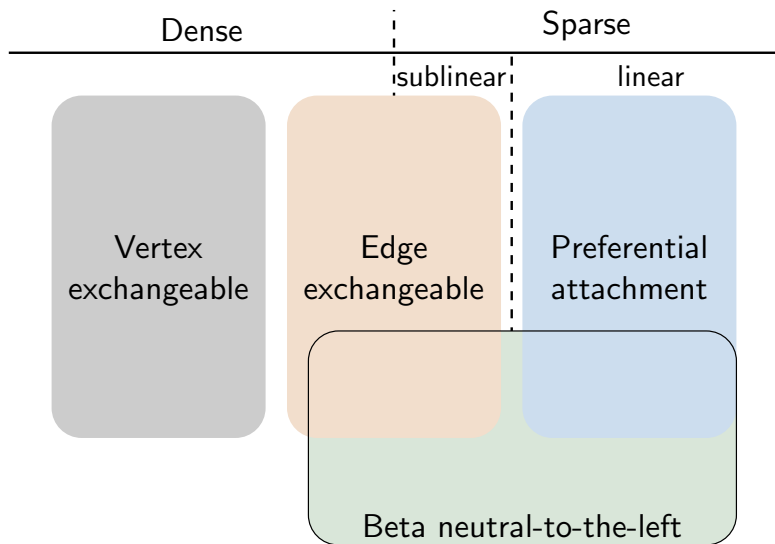 Dense
Sparse
sublinear
linear
Vertex
exchangeable
Edge
exchangeable
Preferential
attachment
Beta neutral-to-the-left